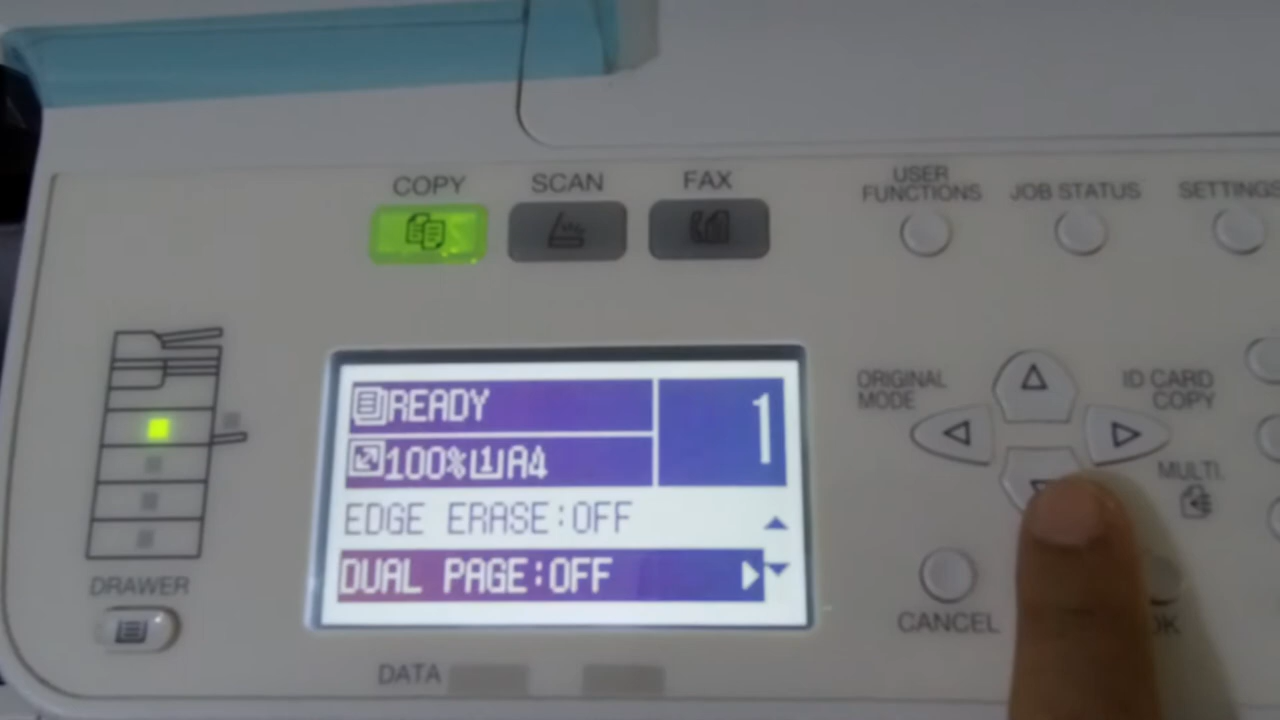 COPY
SCAN
FAX
USER
FUNCTIONS
JOB STATUS
SETTINGS
READY
1
100% 1 A4
EDGE ERASE:OFF
DUAL PAGE:OFF
ORIGINAL
MODE
ID CARD
COPY
MULTI.
DRAWER
CANCEL
OK
DATA